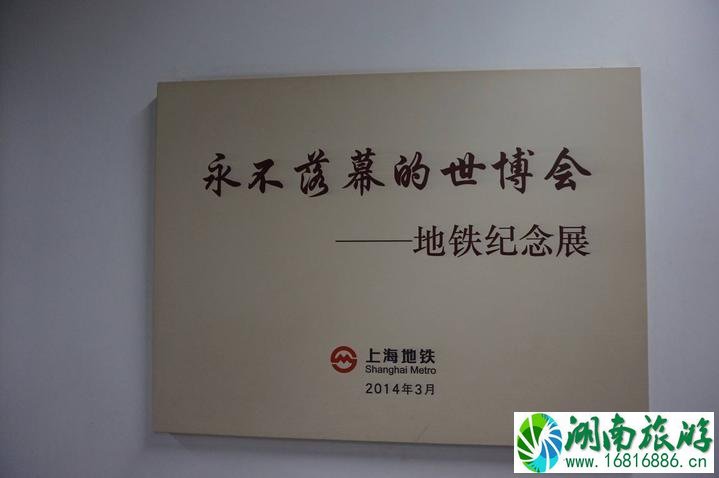 永不落幕的世博会
——地铁纪念展
上海地铁
Shanghai Metro
2014年3月
湖南旅游
www.16816886.cn